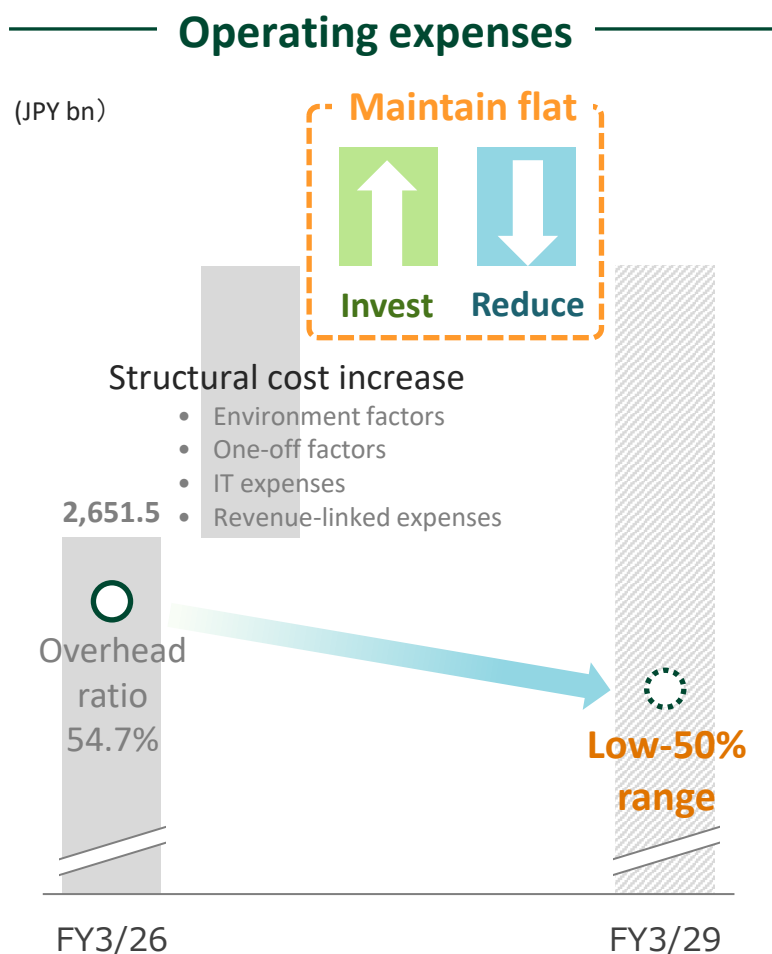 Operating expenses
(JPY bn）
Maintain flat
Invest
Reduce
Structural cost increase
• Environment factors
• One-off factors
• IT expenses
• Revenue-linked expenses
2,651.5
Overhead
ratio
54.7%
Low-50%
range
FY3/26
FY3/29